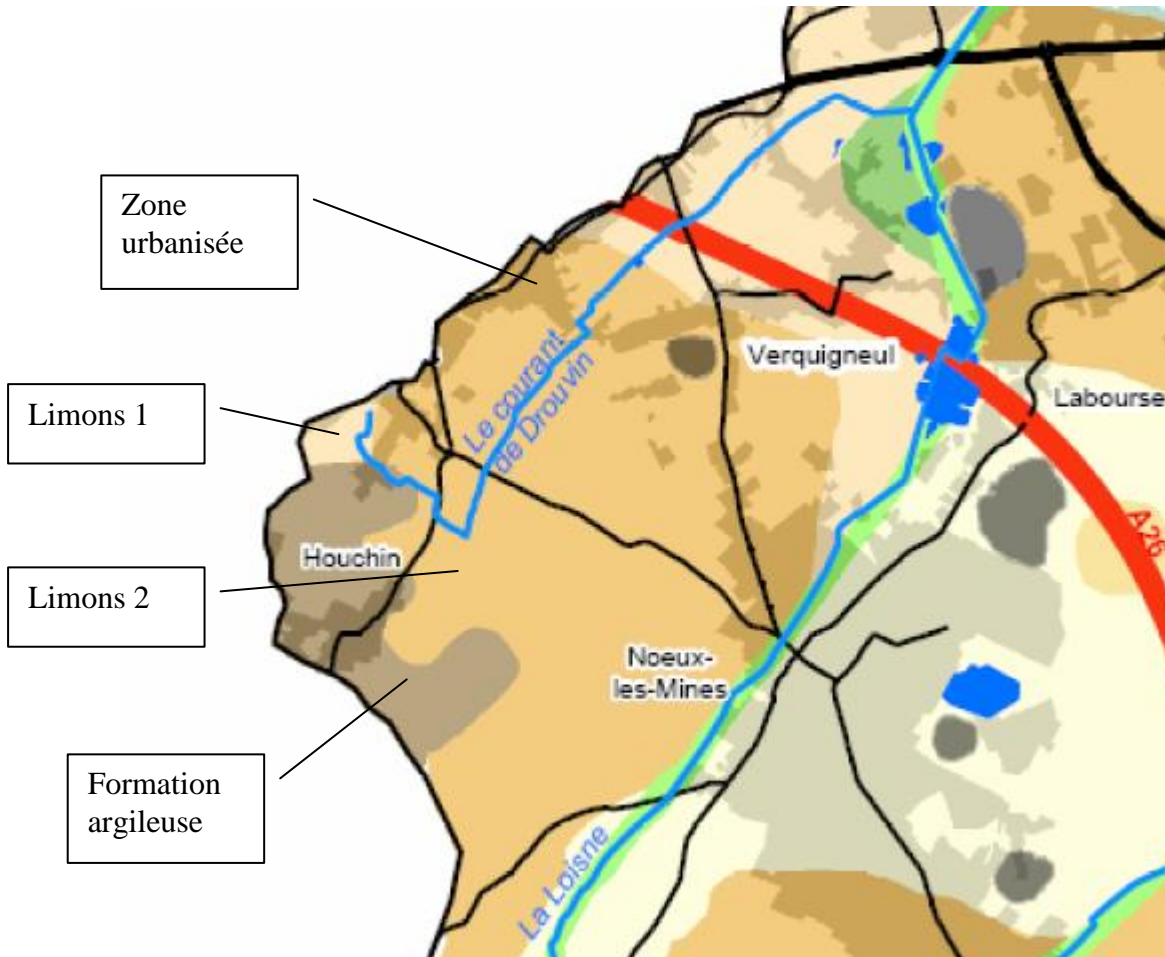 Zone
urbanisée
Limons 1
Limons 2
Formation
argileuse
Le courant
de Drouvin
Verquigneul
Labourse
A26
Houchin
Noeux-
les-Mines
La Loisne